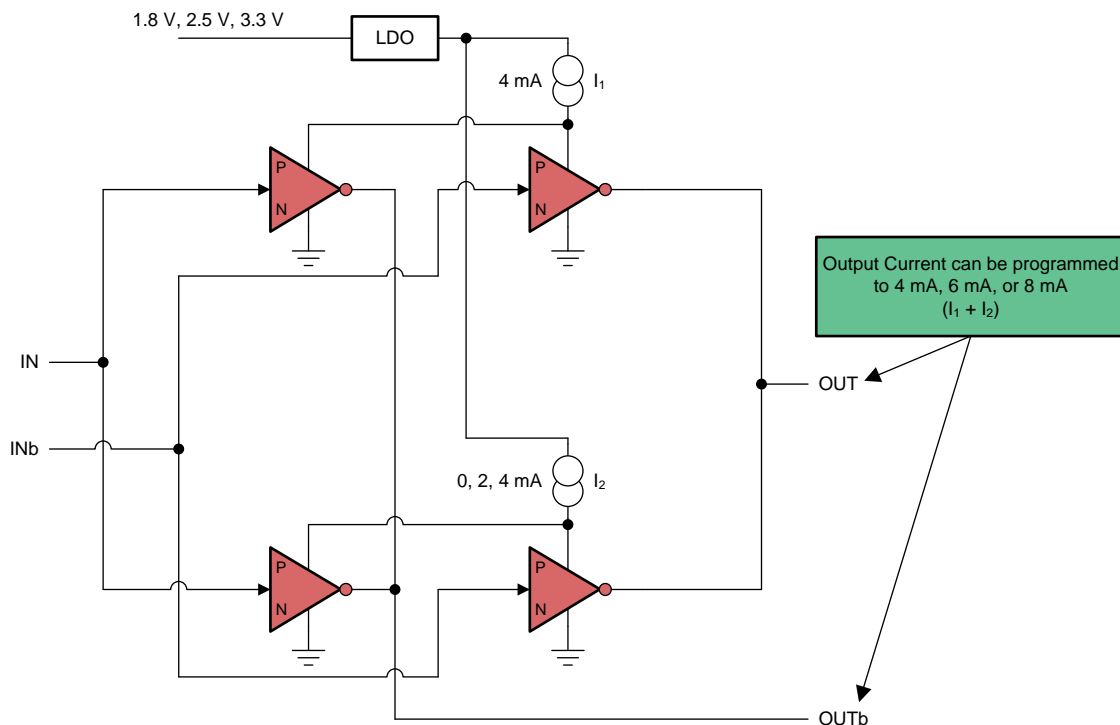 1.8 V, 2.5 V, 3.3 V
LDO
4 mA
I₁
P
N
P
N
Output Current can be programmed
to 4 mA, 6 mA, or 8 mA
(I₁ + I₂)
IN
OUT
INb
0, 2, 4 mA
I₂
P
N
P
N
OUTb